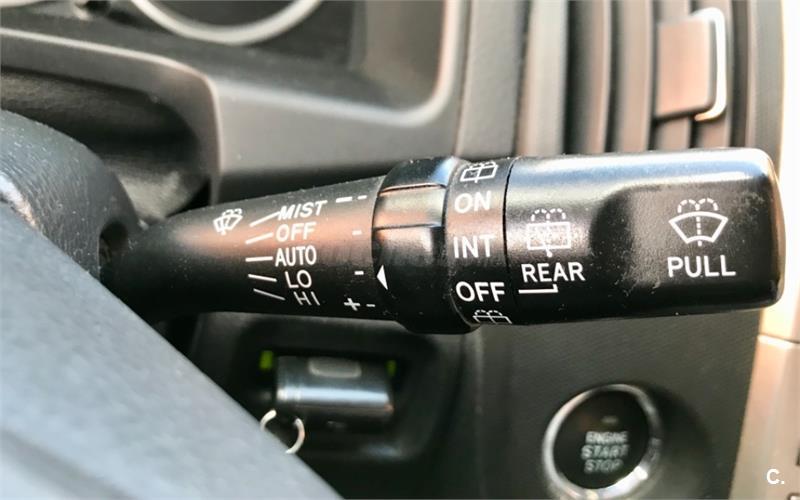 MIST
OFF
AUTO
LO
HI
+
-
ON
INT
OFF
REAR
PULL
ENGINE
START
STOP
C.